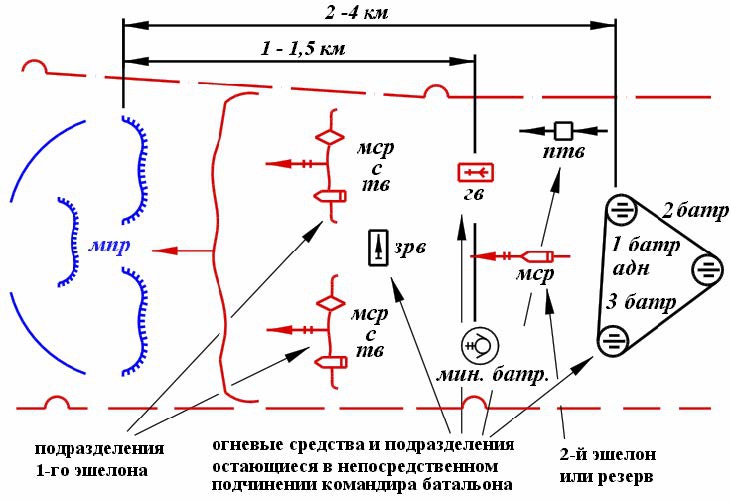 2 -4 км
1 - 1,5 км
птв
мср
с
тв
гв
2 батр
мпр
зрв
мср
1 батр
адн
3 батр
мср
с
тв
мин. батр.
подразделения
1-го эшелона
огневые средства и подразделения
остающиеся в непосредственном
подчинении командира батальона
2-й эшелон
или резерв